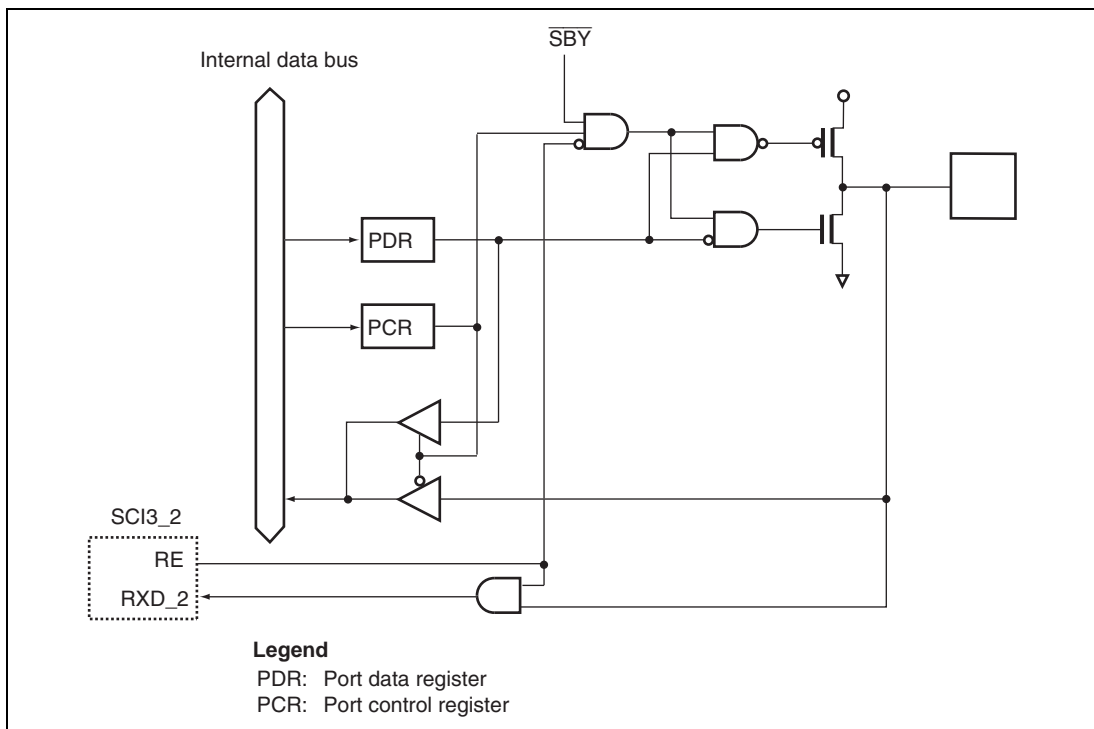 SBY
Internal data bus
PDR
PCR
SCI3_2
RE
RXD_2
Legend
PDR: Port data register
PCR: Port control register